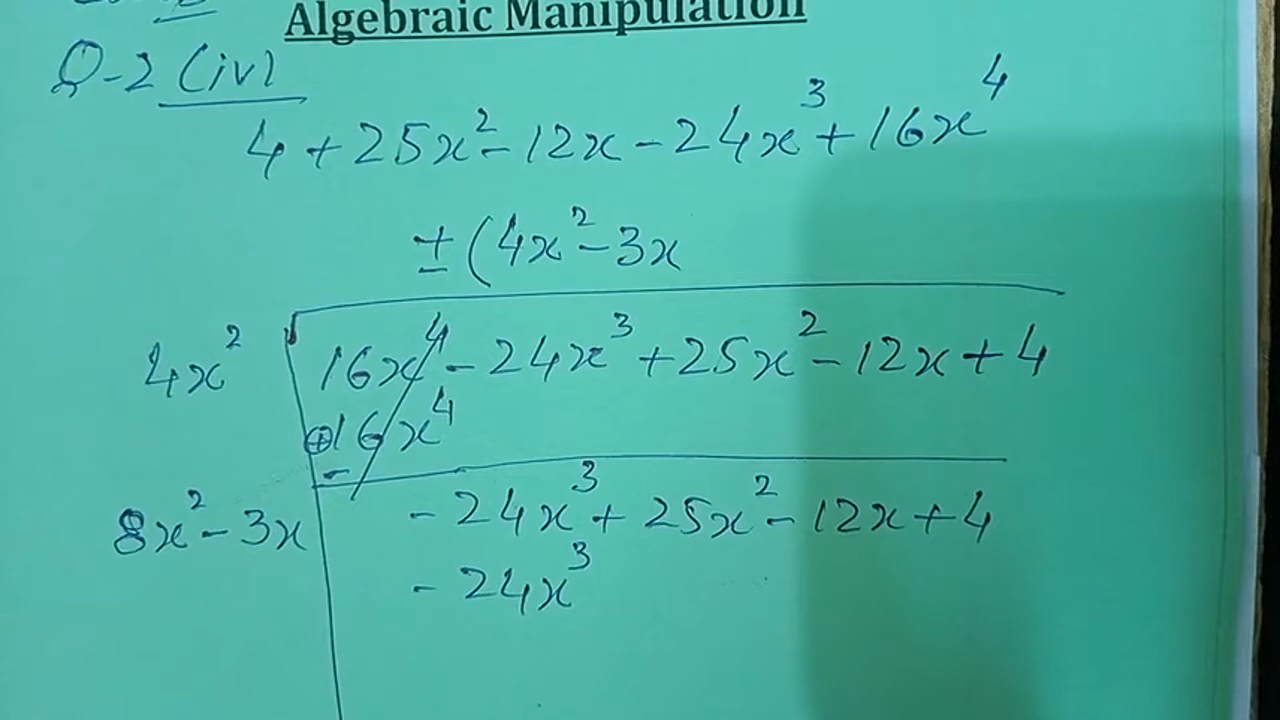 Algebraic Manipulation
Q-2 (iv)
4+25x²-12x-24x³+16x⁴
±(4x²-3x
4x² 16x⁴-24x³+25x²-12x+4
+16x⁴
-
8x²-3x -24x³+25x²-12x+4
-24x³